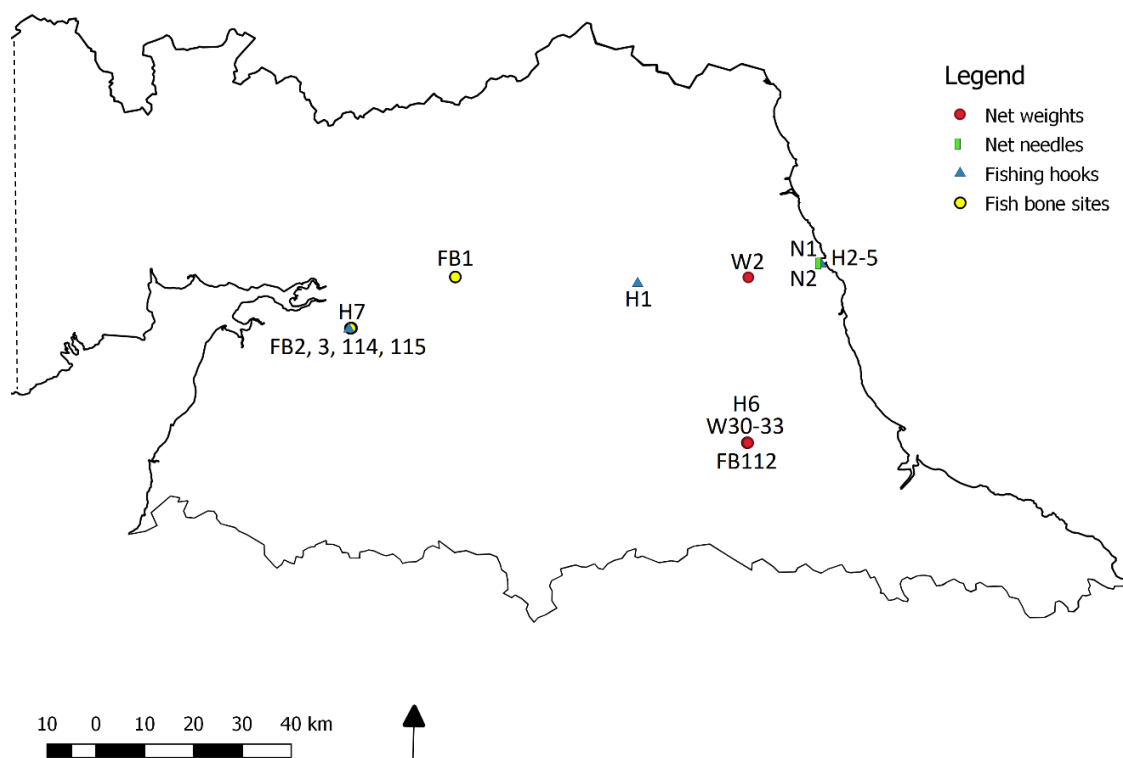 Legend
Net weights
Net needles
Fishing hooks
Fish bone sites
FB1
W2
N1
H2-5
N2
H1
H7
FB2, 3, 114, 115
H6
W30-33
FB112
10 0 10 20 30 40 km